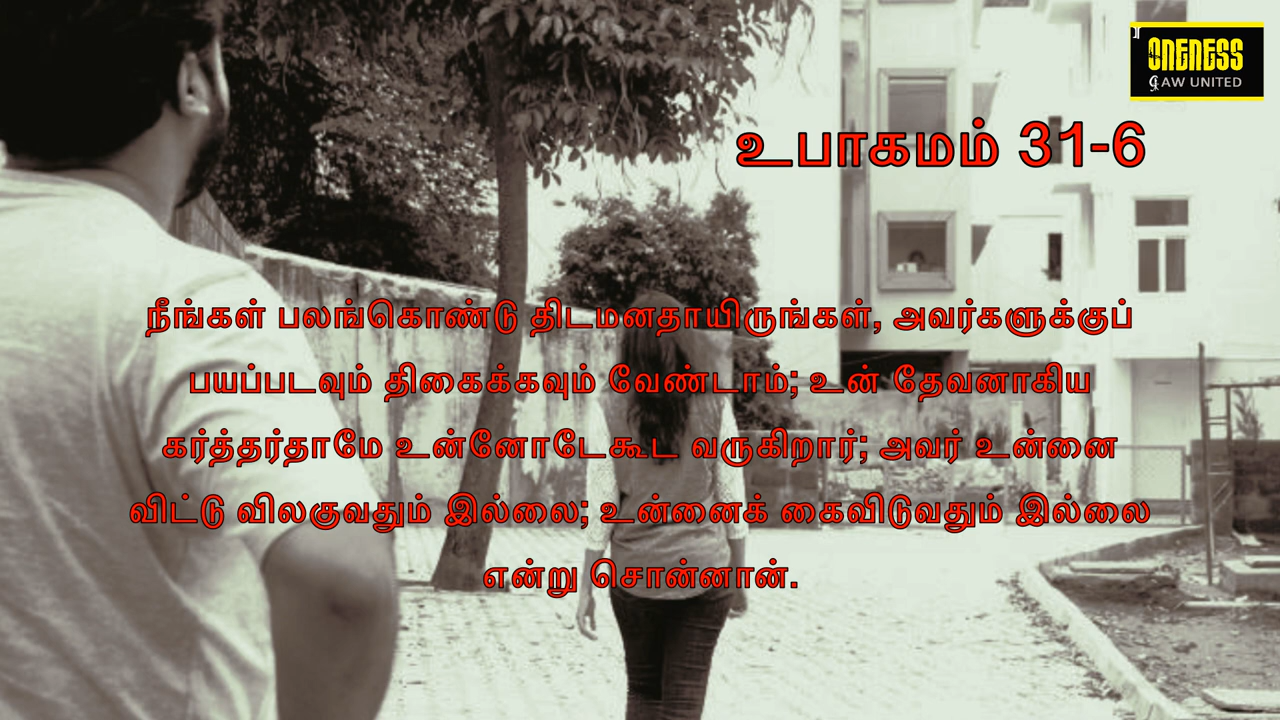 ONENESS
LAW UNITED
உபாகமம் 31-6
நீங்கள் பலங்கொண்டு திடமனதாயிருங்கள், அவர்களுக்குப்
பயப்படவும் திகைக்கவும் வேண்டாம்; உன் தேவனாகிய
கர்த்தர்தாமே உன்னோடேகூட வருகிறார்; அவர் உன்னை
விட்டு விலகுவதும் இல்லை; உன்னைக் கைவிடுவதும் இல்லை
என்று சொன்னான்.